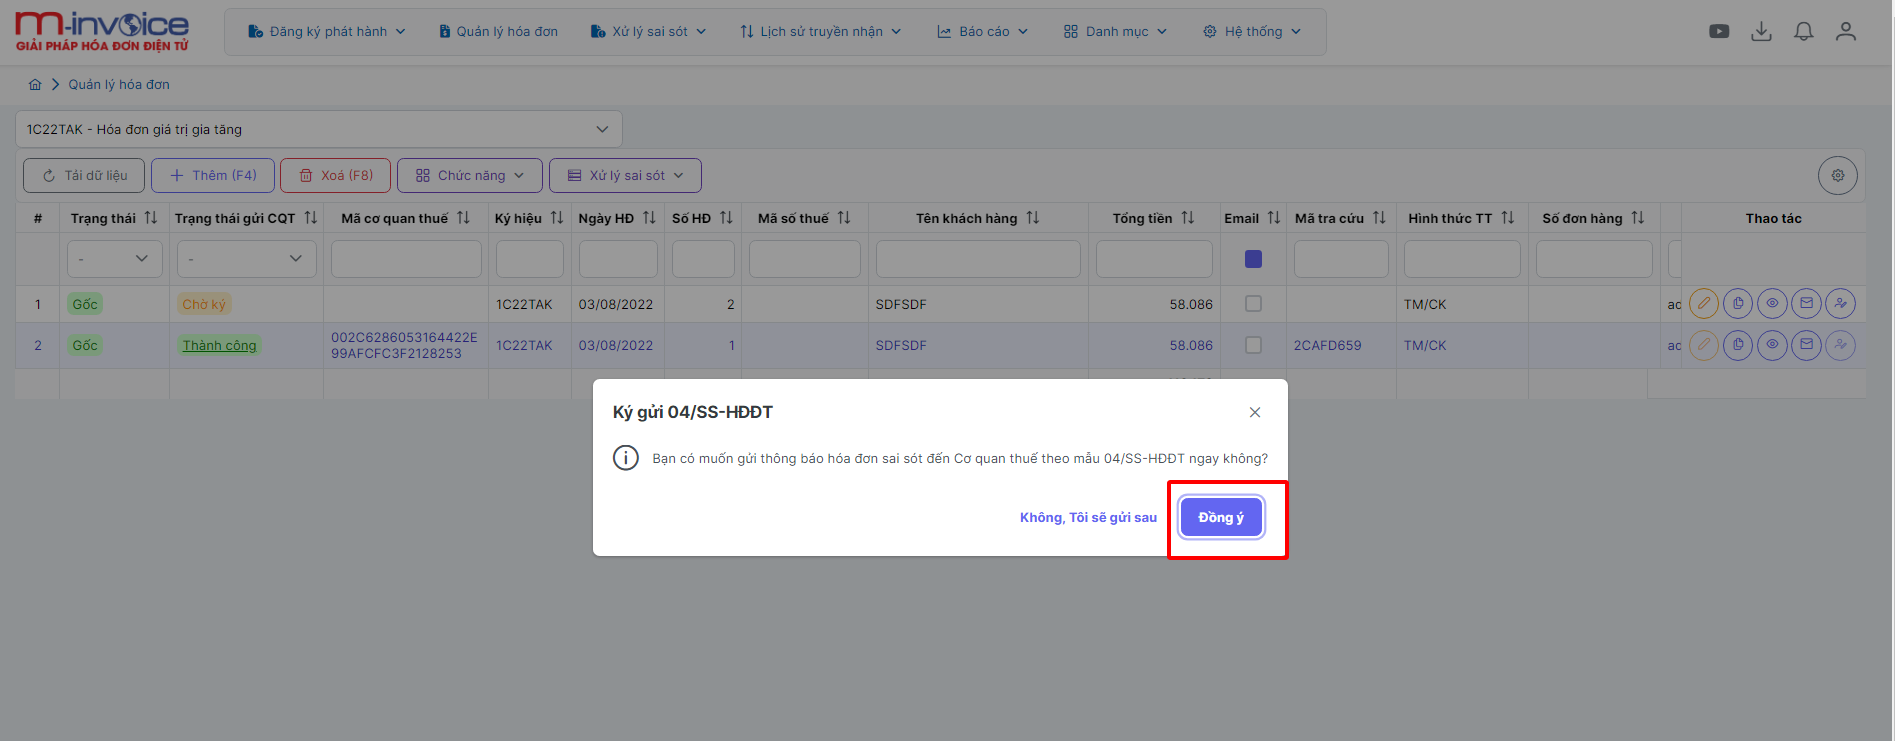 m-invoice
GIẢI PHÁP HÓA ĐƠN ĐIỆN TỬ
Đăng ký phát hành
Quản lý hóa đơn
Xử lý sai sót
Lịch sử truyền nhận
Báo cáo
Danh mục
Hệ thống
Quản lý hóa đơn
1C22TAK - Hóa đơn giá trị gia tăng
Tải dữ liệu
Thêm (F4)
Xoá (F8)
Chức năng
Xử lý sai sót
# Trạng thái Trạng thái gửi CQT Mã cơ quan thuế Ký hiệu Ngày HĐ Số HĐ Mã số thuế Tên khách hàng Tổng tiền Email Mã tra cứu Hình thức TT Số đơn hàng Thao tác
- -
1 Gốc Chờ ký 1C22TAK 03/08/2022 2 SDFSDF 58.086 TM/CK ad
2 Gốc Thành công 002C6286053164422E 1C22TAK 03/08/2022 1 SDFSDF 58.086 2CAFD659 TM/CK ad
99AFCFC3F2128253
Ký gửi 04/SS-HĐĐT
Bạn có muốn gửi thông báo hóa đơn sai sót đến Cơ quan thuế theo mẫu 04/SS-HĐĐT ngay không?
Không, Tôi sẽ gửi sau
Đồng ý